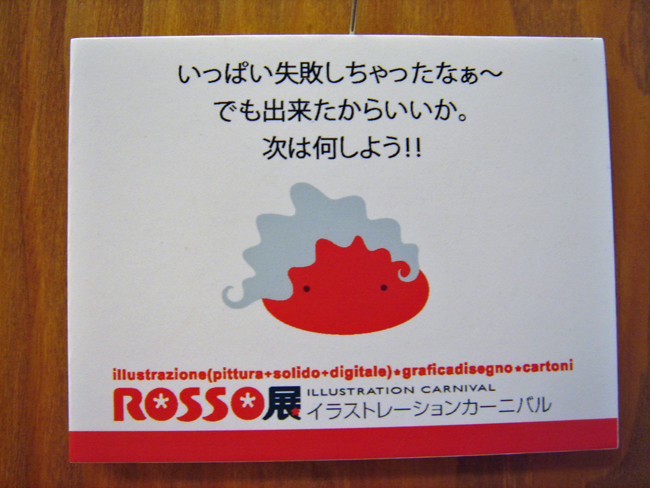 いっぱい失敗しちゃったなぁ〜
でも出来たからいいか。
次は何しよう!!
illustrazione(pittura+solido+digitale)★graficadisegno★cartoni
ROSSO展 ILLUSTRATION CARNIVAL
イラストレーションカーニバル